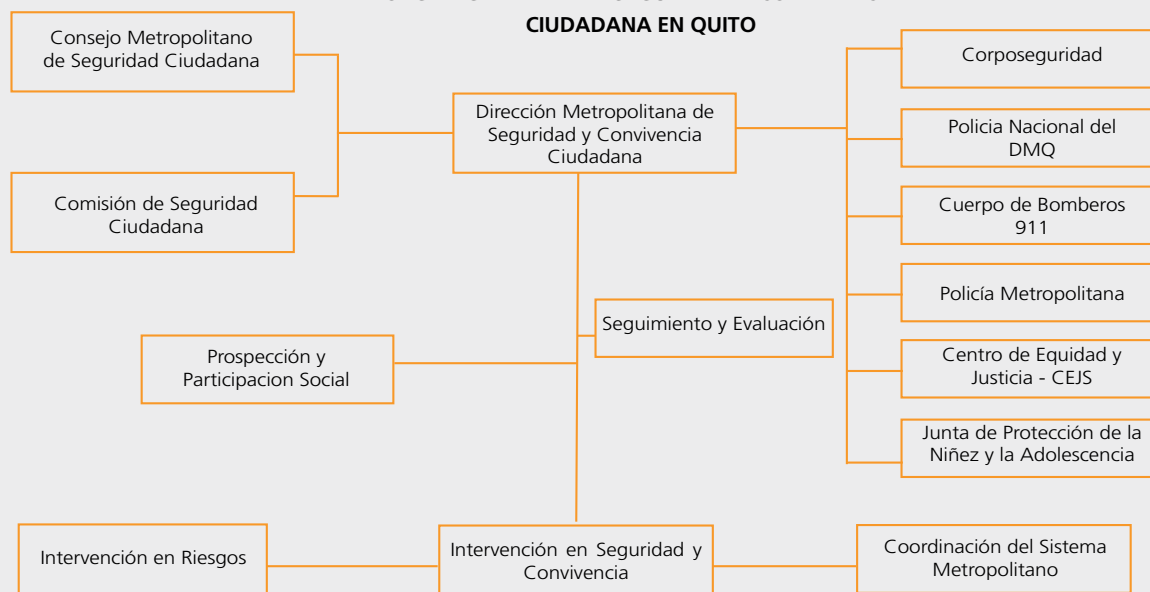 CIUDADANA EN QUITO
Consejo Metropolitano
de Seguridad Ciudadana
Comisión de Seguridad
Ciudadana
Dirección Metropolitana de
Seguridad y Convivencia
Ciudadana
Corposeguridad
Policia Nacional del
DMQ
Cuerpo de Bomberos
911
Policía Metropolitana
Centro de Equidad y
Justicia - CEJS
Junta de Protección de la
Niñez y la Adolescencia
Seguimiento y Evaluación
Prospección y
Participacion Social
Intervención en Riesgos
Intervención en Seguridad y
Convivencia
Coordinación del Sistema
Metropolitano